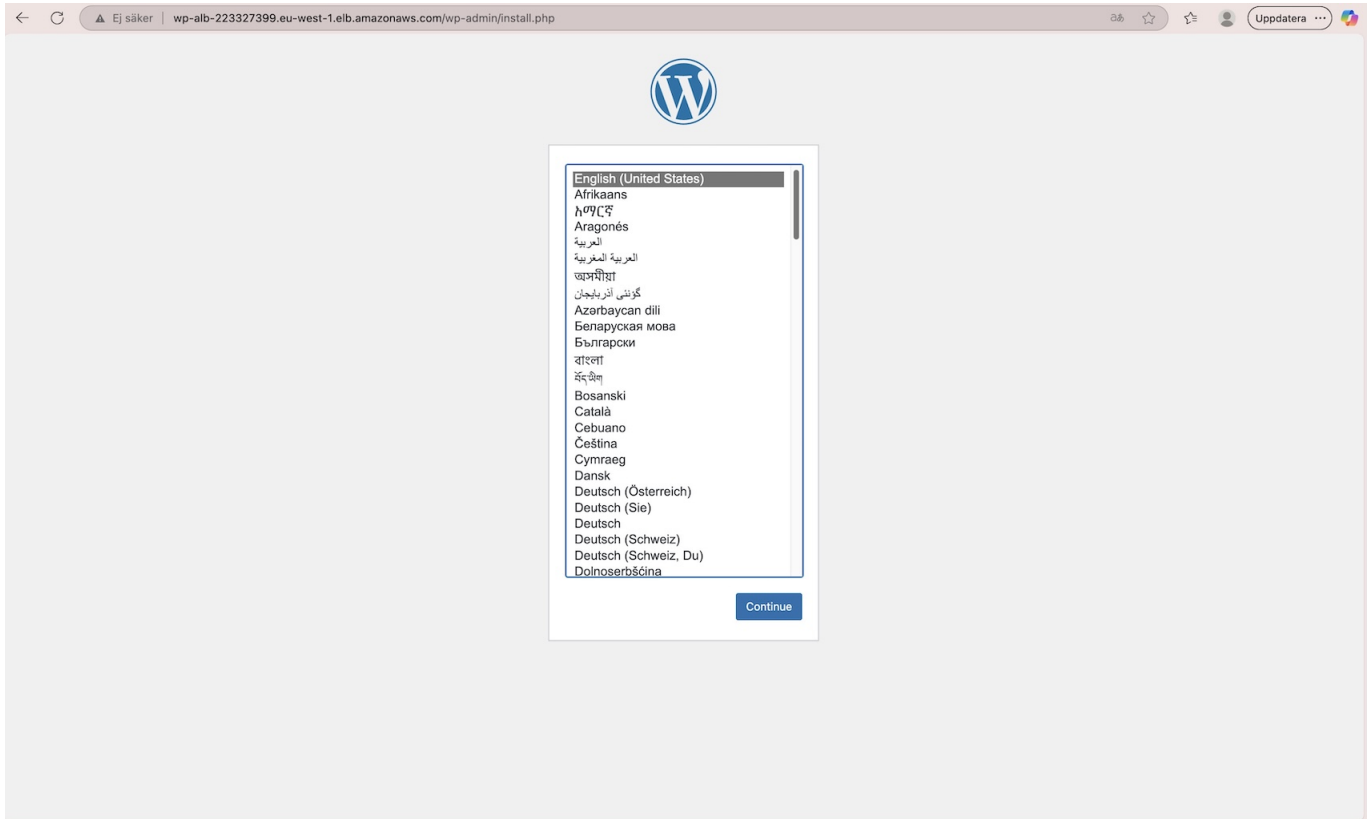 Ej säker
wp-alb-223327399.eu-west-1.elb.amazonaws.com/wp-admin/install.php
aあ
Uppdatera
English (United States)
Afrikaans
አማርኛ
Aragonés
العربية
العربية المغربية
অসমীয়া
گؤنئی آذربایجان
Azərbaycan dili
Беларуская мова
Български
বাংলা
བོད་ཡིག
Bosanski
Català
Cebuano
Čeština
Cymraeg
Dansk
Deutsch (Österreich)
Deutsch (Sie)
Deutsch
Deutsch (Schweiz)
Deutsch (Schweiz, Du)
Dolnoserbšćina
Continue